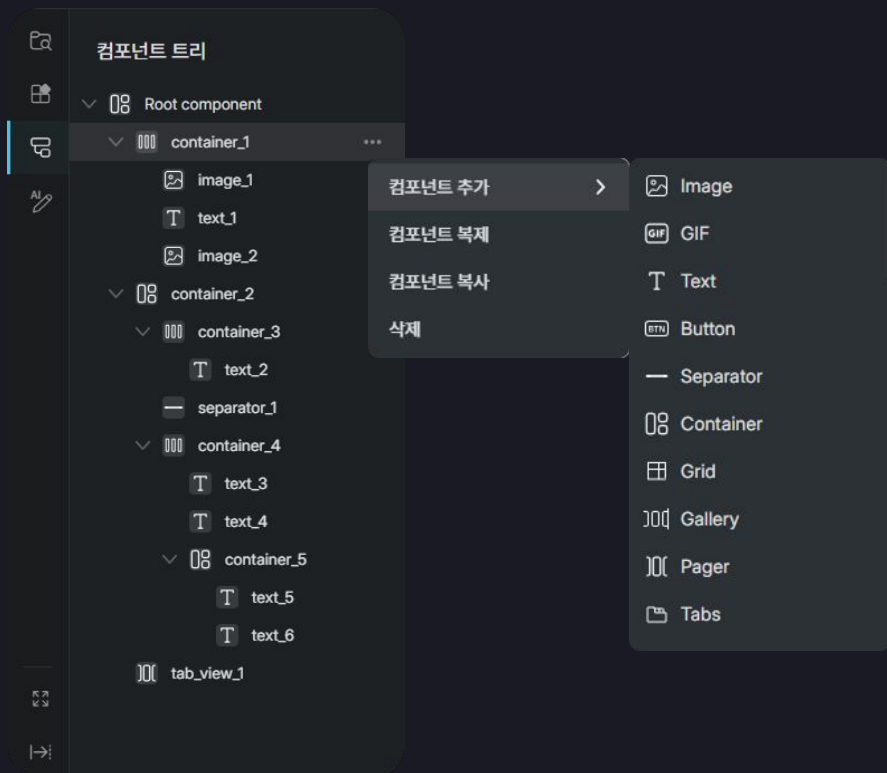 컴포넌트 트리
Root component
container_1
image_1
text_1
image_2
container_2
container_3
text_2
separator_1
container_4
text_3
text_4
container_5
text_5
text_6
tab_view_1
AI
컴포넌트 추가
컴포넌트 복제
컴포넌트 복사
삭제
Image
GIF GIF
T Text
BTN Button
Separator
Container
Grid
Gallery
Pager
Tabs